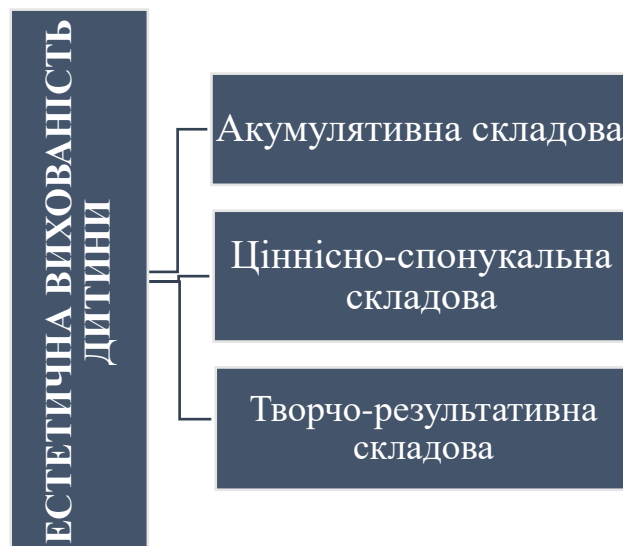 ЕСТЕТИЧНА ВИХОВАНІСТЬ
ДИТИНИ
Акумулятивна складова
Ціннісно-спонукальна
складова
Творчо-результативна
складова